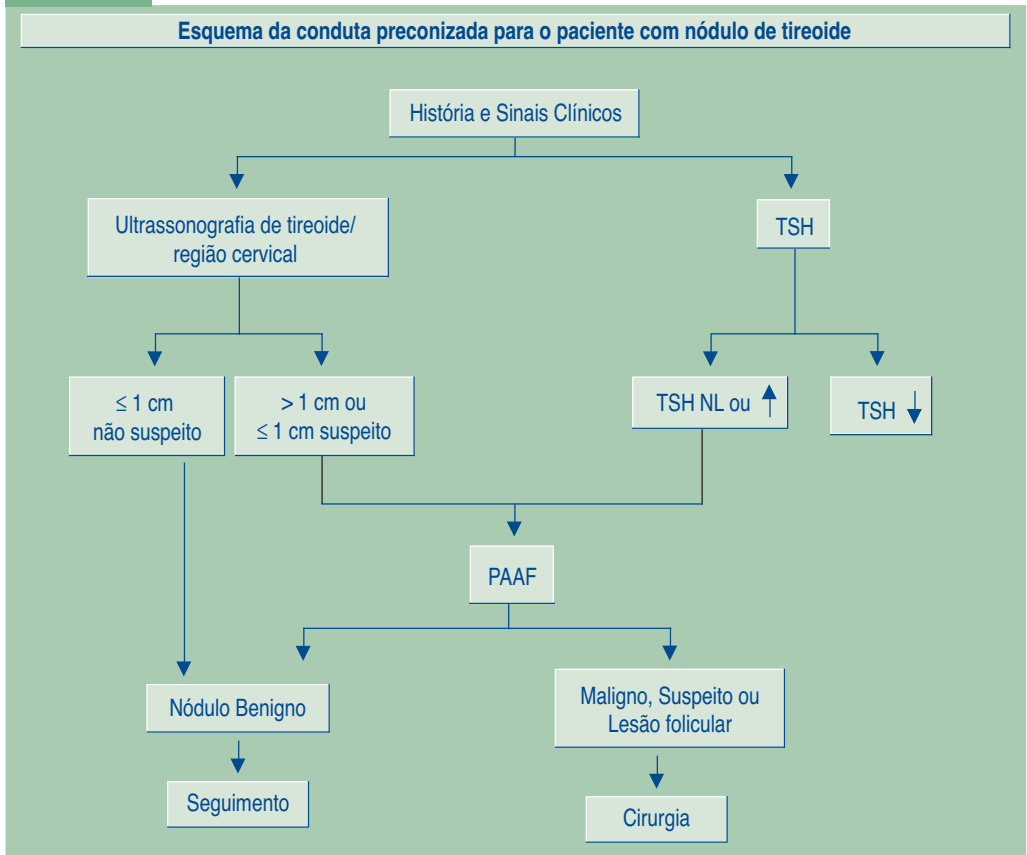 Esquema da conduta preconizada para o paciente com nódulo de tireoide
História e Sinais Clínicos
Ultrassonografia de tireoide/
região cervical
TSH
≤ 1 cm
não suspeito
> 1 cm ou
≤ 1 cm suspeito
TSH NL ou ↑
TSH ↓
PAAF
Nódulo Benigno
Maligno, Suspeito ou
Lesão folicular
Seguimento
Cirurgia